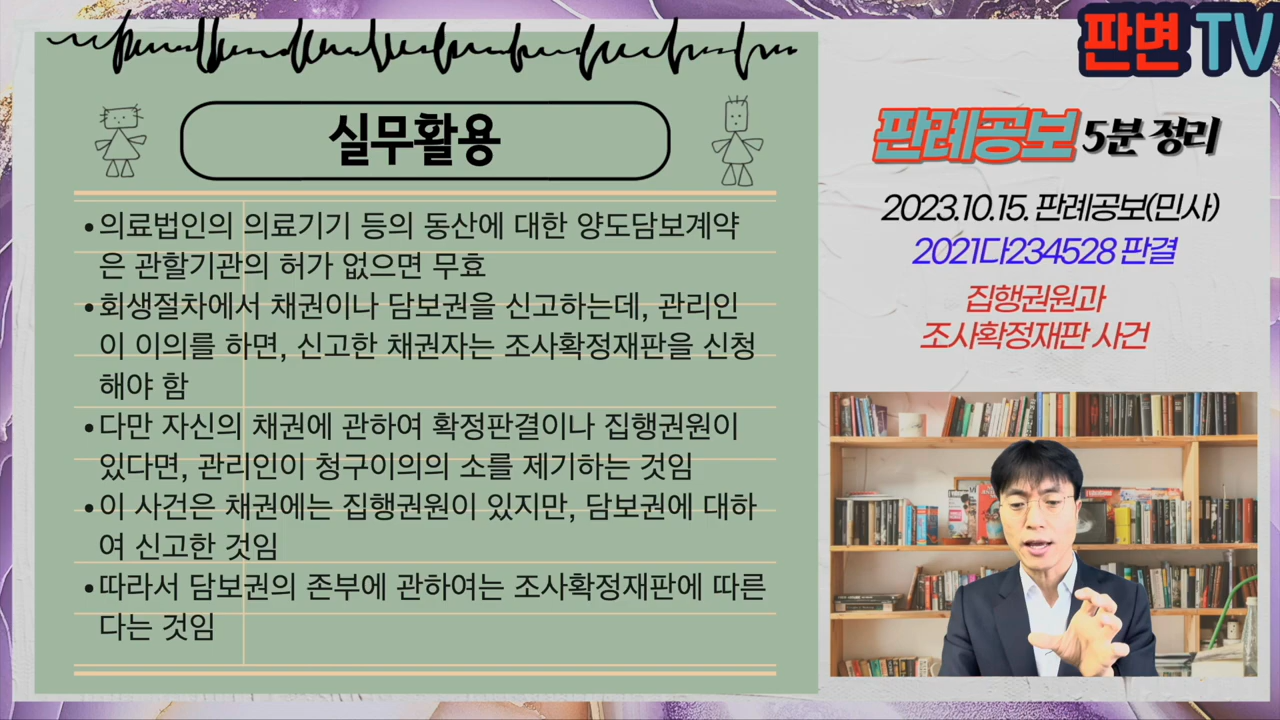 판변 TV
실무활용
•의료법인의 의료기기 등의 동산에 대한 양도담보계약
은 관할기관의 허가 없으면 무효
•회생절차에서 채권이나 담보권을 신고하는데, 관리인
이 이의를 하면, 신고한 채권자는 조사확정재판을 신청
해야 함
•다만 자신의 채권에 관하여 확정판결이나 집행권원이
있다면, 관리인이 청구이의의 소를 제기하는 것임
•이 사건은 채권에는 집행권원이 있지만, 담보권에 대하
여 신고한 것임
•따라서 담보권의 존부에 관하여는 조사확정재판에 따른
다는 것임
판례공보 5분 정리
2023.10.15. 판례공보(민사)
2021다234528 판결
집행권원과
조사확정재판 사건